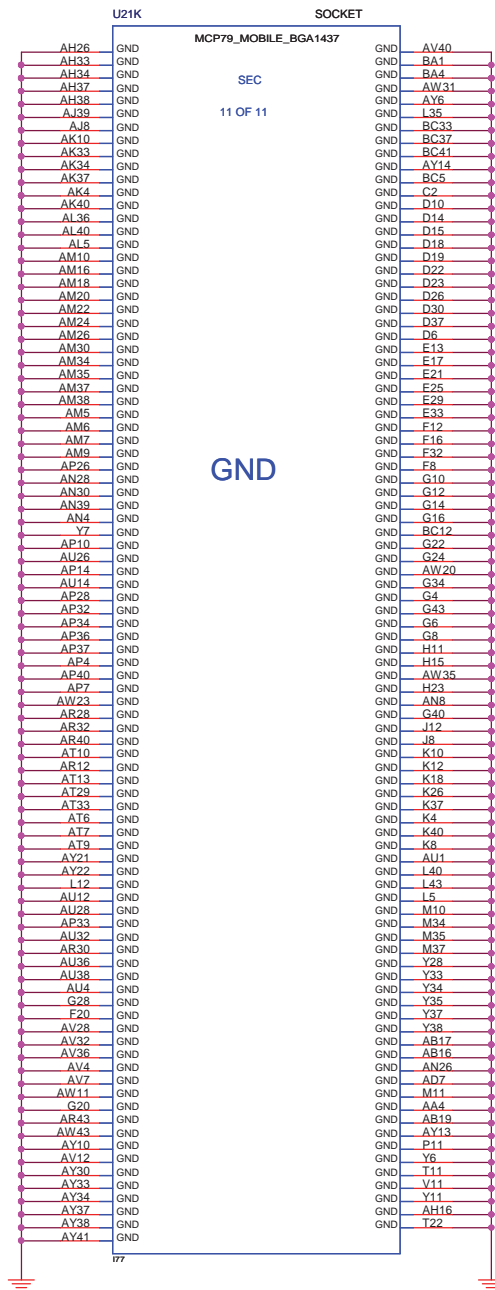 U21K SOCKET
MCP79_MOBILE_BGA1437
SEC
11 OF 11
GND
AH26 GND GND AV40
AH33 GND GND BA1
AH34 GND GND BA4
AH37 GND GND AW31
AH38 GND GND AY6
AJ39 GND GND L35
AJ8 GND GND BC33
AK10 GND GND BC37
AK33 GND GND BC41
AK34 GND GND AY14
AK37 GND GND BC5
AK4 GND GND C2
AK40 GND GND D10
AL36 GND GND D14
AL40 GND GND D15
AL5 GND GND D18
AM10 GND GND D19
AM16 GND GND D22
AM18 GND GND D23
AM20 GND GND D26
AM22 GND GND D30
AM24 GND GND D37
AM26 GND GND D6
AM30 GND GND E13
AM34 GND GND E17
AM35 GND GND E21
AM37 GND GND E25
AM38 GND GND E29
AM5 GND GND E33
AM6 GND GND F12
AM7 GND GND F16
AM9 GND GND F32
AP26 GND GND F8
AN28 GND GND G10
AN30 GND GND G12
AN39 GND GND G14
AN4 GND GND G16
Y7 GND GND BC12
AP10 GND GND G22
AU26 GND GND G24
AP14 GND GND AW20
AU14 GND GND G34
AP28 GND GND G4
AP32 GND GND G43
AP34 GND GND G6
AP36 GND GND G8
AP37 GND GND H11
AP4 GND GND H15
AP40 GND GND AW35
AP7 GND GND H23
AW23 GND GND AN8
AR28 GND GND G40
AR32 GND GND J12
AR40 GND GND J8
AT10 GND GND K10
AR12 GND GND K12
AT13 GND GND K18
AT29 GND GND K26
AT33 GND GND K37
AT6 GND GND K4
AT7 GND GND K40
AT9 GND GND K8
AY21 GND GND AU1
AY22 GND GND L40
L12 GND GND L43
AU12 GND GND L5
AU28 GND GND M10
AP33 GND GND M34
AU32 GND GND M35
AR30 GND GND M37
AU36 GND GND Y28
AU38 GND GND Y33
AU4 GND GND Y34
G28 GND GND Y35
F20 GND GND Y37
AV28 GND GND Y38
AV32 GND GND AB17
AV36 GND GND AB16
AV4 GND GND AN26
AV7 GND GND AD7
AW11 GND GND M11
G20 GND GND AA4
AR43 GND GND AB19
AW43 GND GND AY13
AY10 GND GND P11
AV12 GND GND Y6
AY30 GND GND T11
AY33 GND GND V11
AY34 GND GND Y11
AY37 GND GND AH16
AY38 GND GND T22
AY41 GND
I77